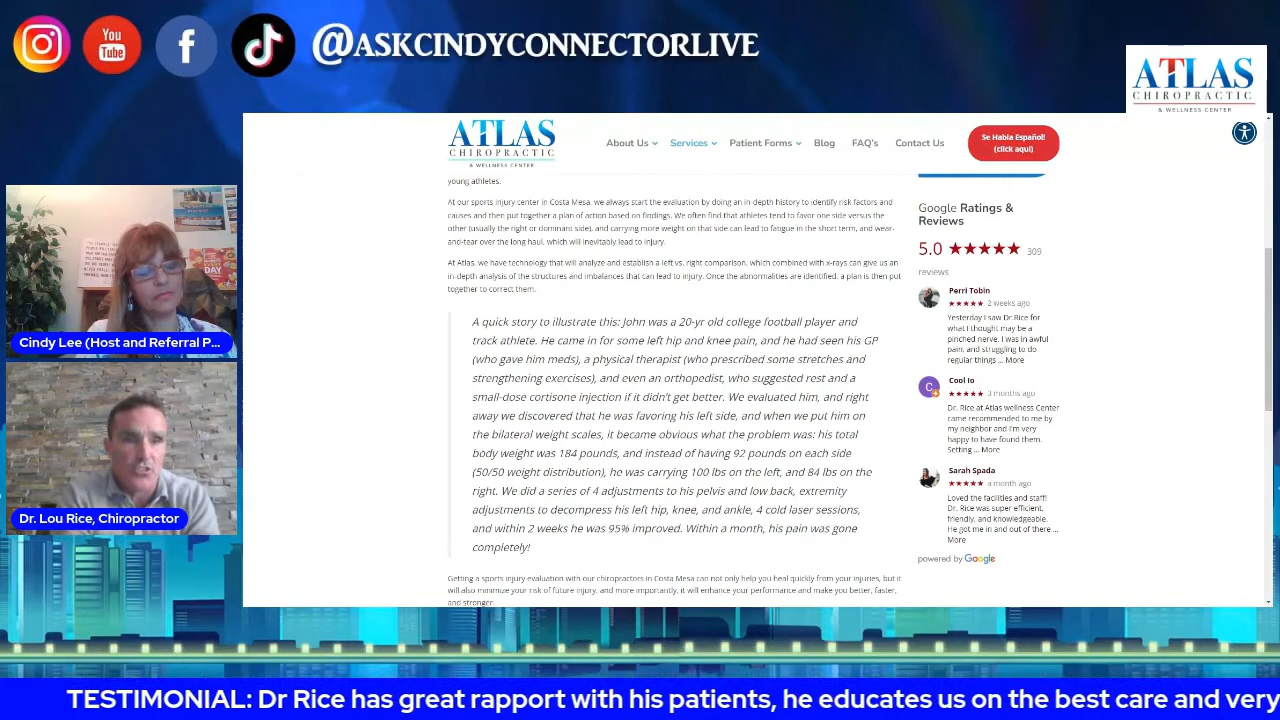 You
Tube
@ASKCINDYCONNECTORLIVE
ATLAS
CHIROPRACTIC
& WELLNESS CENTER
ATLAS
CHIROPRACTIC
& WELLNESS CENTER
About Us
Services
Patient Forms
Blog
FAQ's
Contact Us
Se Habla Español!
(click aqui)
young athletes.
At our sports injury center in Costa Mesa, we always start the evaluation by doing an in depth history to identify risk factors and
causes and then put together a plan of action based on findings. We often find that athletes tend to favor one side versus the
other (usually the right or dominant side), and carrying more weight on that side can lead to fatigue in the short term, and wear-
and-tear over the long haul, which will inevitably lead to injury.
At Atlas, we have technology that will analyze and establish a left vs. right comparison, which combined with x-rays can give us an
in-depth analysis of the structures and imbalances that can lead to injury. Once the abnormalities are identified, a plan is then put
together to correct them.
A quick story to illustrate this: John was a 20-yr old college football player and
track athlete. He came in for some left hip and knee pain, and he had seen his GP
(who gave him meds), a physical therapist (who prescribed some stretches and
strengthening exercises), and even an orthopedist, who suggested rest and a
small-dose cortisone injection if it didn't get better. We evaluated him, and right
away we discovered that he was favoring his left side, and when we put him on
the bilateral weight scales, it became obvious what the problem was: his total
body weight was 184 pounds, and instead of having 92 pounds on each side
(50/50 weight distribution), he was carrying 100 lbs on the left, and 84 lbs on the
right. We did a series of 4 adjustments to his pelvis and low back, extremity
adjustments to decompress his left hip, knee, and ankle, 4 cold laser sessions,
and within 2 weeks he was 95% improved. Within a month, his pain was gone
completely!
Getting a sports injury evaluation with our chiropractors in Costa Mesa can not only help you heal quickly from your injuries, but it
will also minimize your risk of future injury, and more importantly, it will enhance your performance and make you better, faster,
and stronger.
Google Ratings &
Reviews
5.0 ★★★★★ 309
reviews
Perri Tobin
★★★★★ 2 weeks ago
Yesterday I saw Dr.Rice for
what I thought may be a
pinched nerve. I was in awful
pain, and struggling to do
regular things ... More
C
Cool Io
★★★★★ 3 months ago
Dr. Rice at Atlas wellness Center
came recommended to me by
my neighbor and I'm very
happy to have found them.
Setting ... More
Sarah Spada
★★★★★ a month ago
Loved the facilities and staff!
Dr. Rice was super efficient,
friendly, and knowledgeable.
He got me in and out of there ...
More
powered by Google
Cindy Lee (Host and Referral P...
Dr. Lou Rice, Chiropractor
TESTIMONIAL: Dr Rice has great rapport with his patients, he educates us on the best care and very